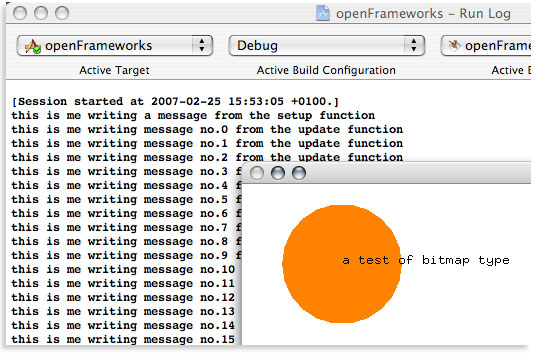 openFrameworks – Run Log
openFrameworks Debug openFrame
Active Target Active Build Configuration Active E
[Session started at 2007-02-25 15:53:05 +0100.]
this is me writing a message from the setup function
this is me writing message no.0 from the update function
this is me writing message no.1 from the update function
this is me writing message no.2 from the update function
this is me writing message no.3 f
this is me writing message no.4 f
this is me writing message no.5 f
this is me writing message no.6 f
this is me writing message no.7 f
this is me writing message no.8 f
this is me writing message no.9 f
this is me writing message no.10
this is me writing message no.11
this is me writing message no.12
this is me writing message no.13
this is me writing message no.14
this is me writing message no.15
a test of bitmap type